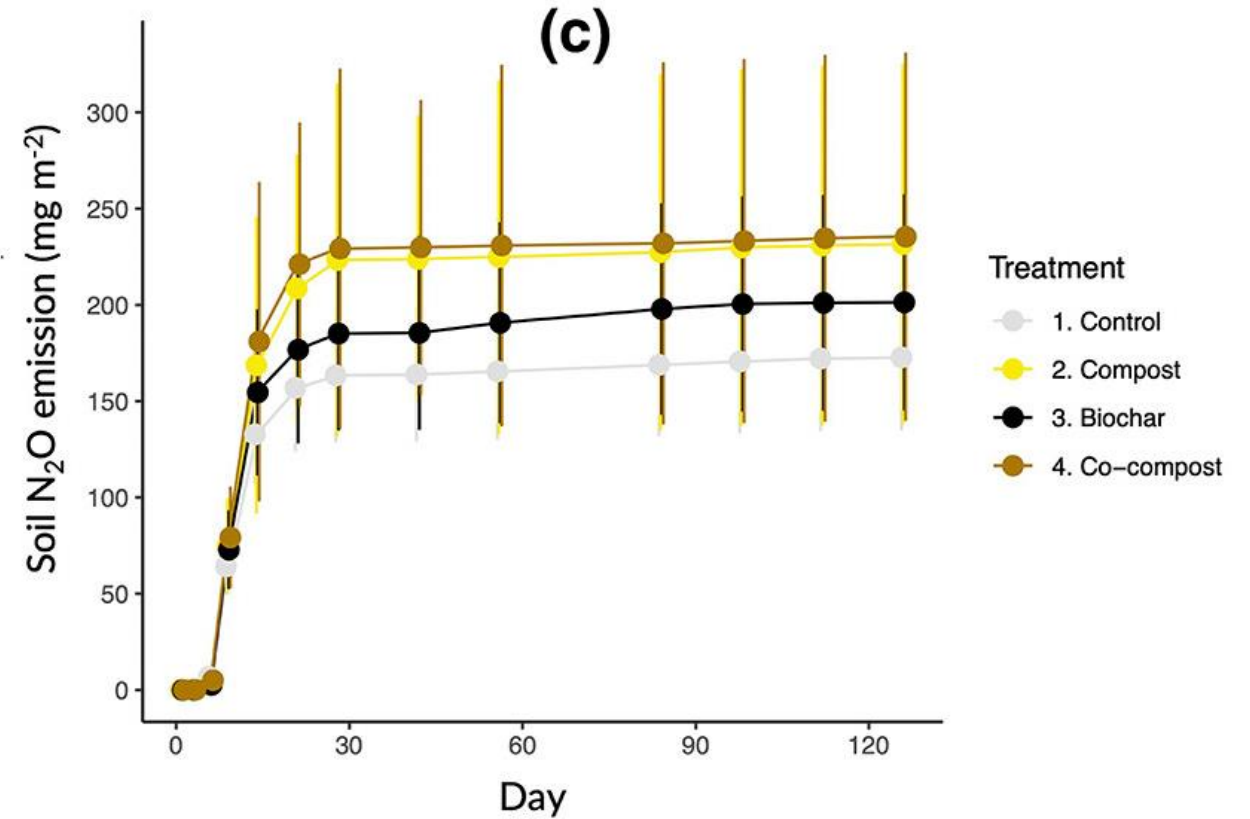 (c)
Soil N₂O emission (mg m⁻²)
300
250
200
150
100
50
0
0 30 60 90 120
Day
Treatment
1. Control
2. Compost
3. Biochar
4. Co−compost